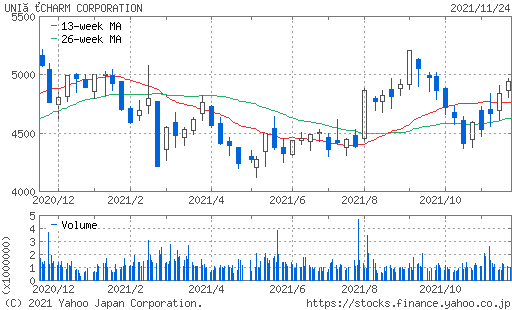 UNIă ťCHARM CORPORATION 2021/11/24
5500
13-week MA
26-week MA
5000
4500
4000
2020/12 2021/2 2021/4 2021/6 2021/8 2021/10
5
Volume
4
3
2
1
0
(x1000000)
2020/12 2021/2 2021/4 2021/6 2021/8 2021/10
(C) 2021 Yahoo Japan Corporation. https://stocks.finance.yahoo.co.jp